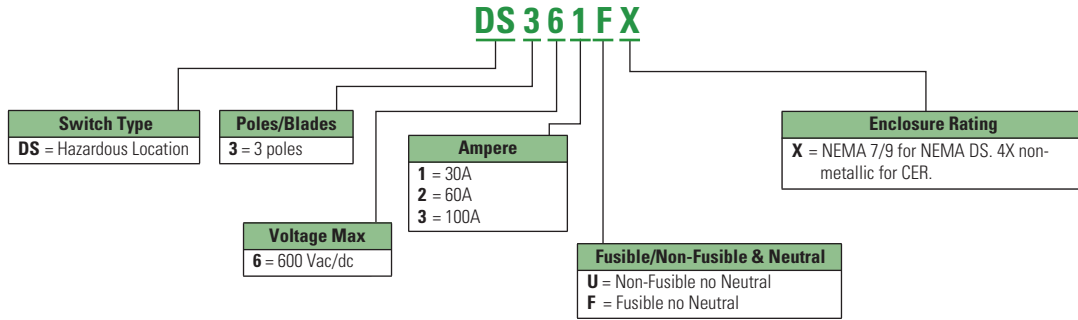 DS 3 6 1 F X
Switch Type
DS = Hazardous Location
Poles/Blades
3 = 3 poles
Voltage Max
6 = 600 Vac/dc
Ampere
1 = 30A
2 = 60A
3 = 100A
Fusible/Non-Fusible & Neutral
U = Non-Fusible no Neutral
F = Fusible no Neutral
Enclosure Rating
X = NEMA 7/9 for NEMA DS. 4X non-
metallic for CER.